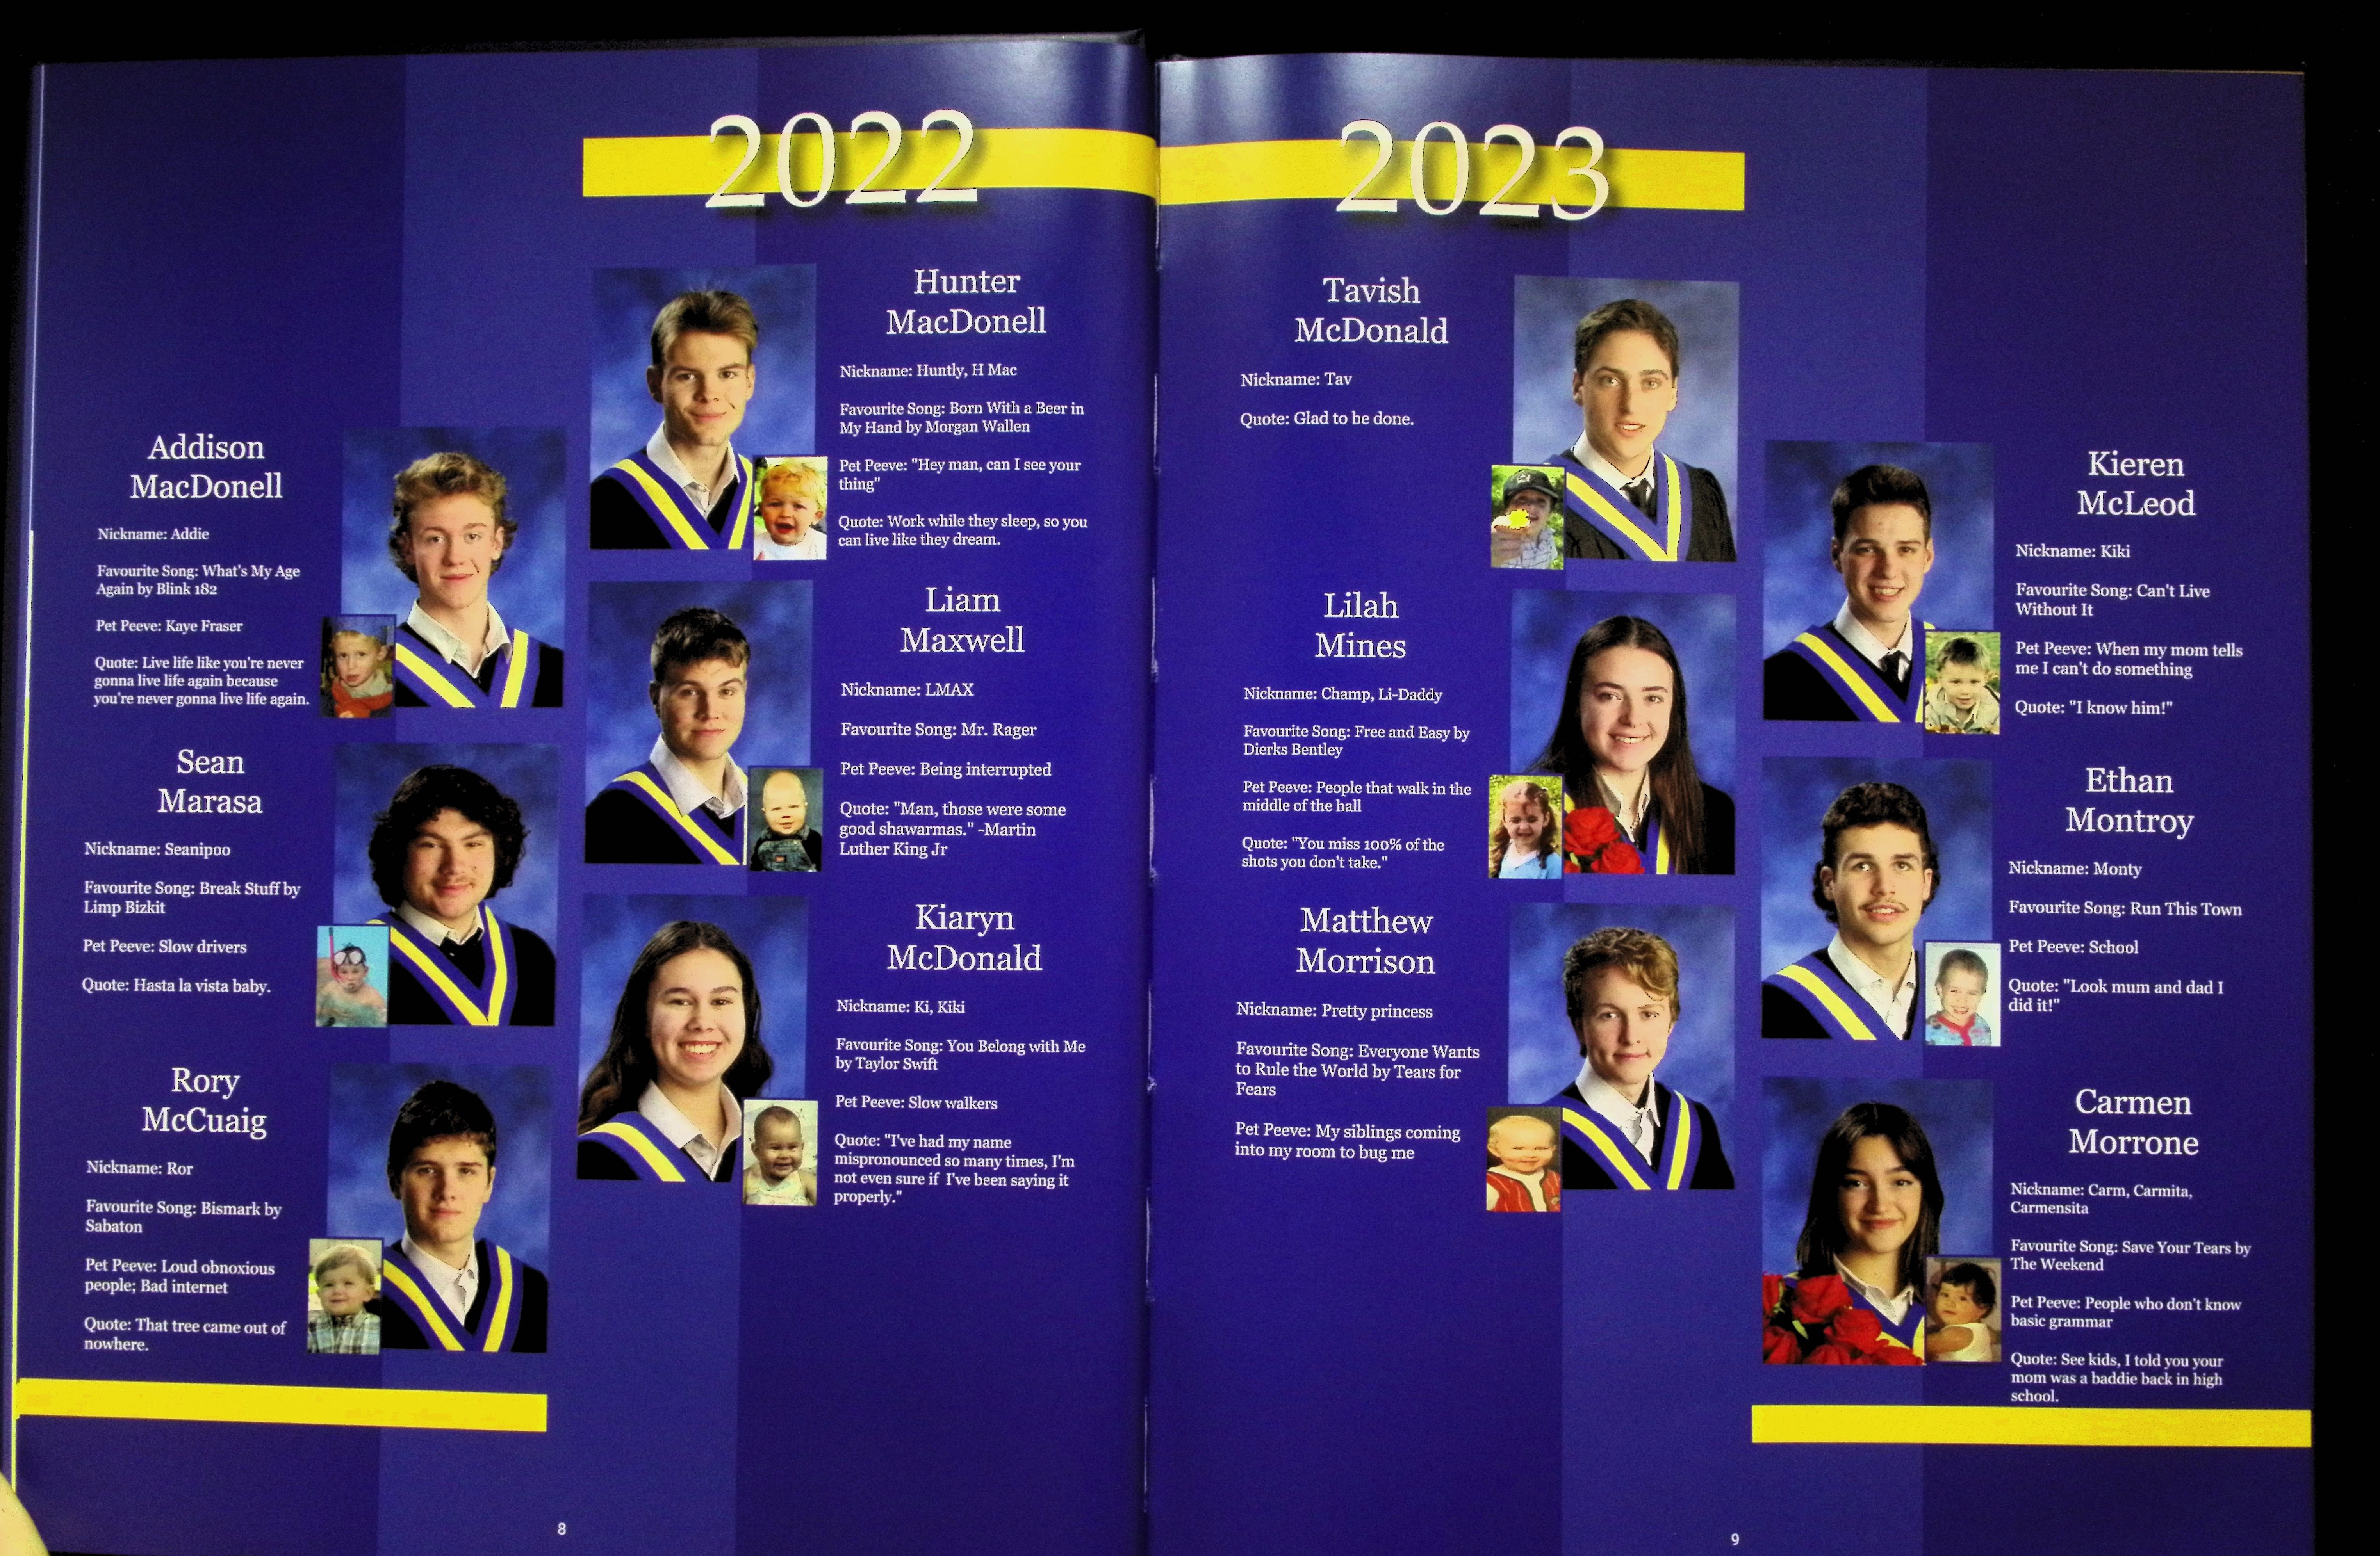 2022
Addison
MacDonell
Nickname: Addie
Favourite Song: What's My Age
Again by Blink 182
Pet Peeve: Kaye Fraser
Quote: Live life like you're never
gonna live life again because
you're never gonna live life again.
Sean
Marasa
Nickname: Seanipoo
Favourite Song: Break Stuff by
Limp Bizkit
Pet Peeve: Slow drivers
Quote: Hasta la vista baby.
Rory
McCuaig
Nickname: Ror
Favourite Song: Bismark by
Sabaton
Pet Peeve: Loud obnoxious
people; Bad internet
Quote: That tree came out of
nowhere.
Hunter
MacDonell
Nickname: Huntly, H Mac
Favourite Song: Born With a Beer in
My Hand by Morgan Wallen
Pet Peeve: "Hey man, can I see your
thing"
Quote: Work while they sleep, so you
can live like they dream.
Liam
Maxwell
Nickname: LMAX
Favourite Song: Mr. Rager
Pet Peeve: Being interrupted
Quote: "Man, those were some
good shawarmas." -Martin
Luther King Jr
Kiaryn
McDonald
Nickname: Ki, Kiki
Favourite Song: You Belong with Me
by Taylor Swift
Pet Peeve: Slow walkers
Quote: "I've had my name
mispronounced so many times, I'm
not even sure if I've been saying it
properly."
8
2023
Tavish
McDonald
Nickname: Tav
Quote: Glad to be done.
Lilah
Mines
Nickname: Champ, Li-Daddy
Favourite Song: Free and Easy by
Dierks Bentley
Pet Peeve: People that walk in the
middle of the hall
Quote: "You miss 100% of the
shots you don't take."
Matthew
Morrison
Nickname: Pretty princess
Favourite Song: Everyone Wants
to Rule the World by Tears for
Fears
Pet Peeve: My siblings coming
into my room to bug me
Kieren
McLeod
Nickname: Kiki
Favourite Song: Can't Live
Without It
Pet Peeve: When my mom tells
me I can't do something
Quote: "I know him!"
Ethan
Montroy
Nickname: Monty
Favourite Song: Run This Town
Pet Peeve: School
Quote: "Look mum and dad I
did it!"
Carmen
Morrone
Nickname: Carm, Carmita,
Carmensita
Favourite Song: Save Your Tears by
The Weekend
Pet Peeve: People who don't know
basic grammar
Quote: See kids, I told you your
mom was a baddie back in high
school.
9